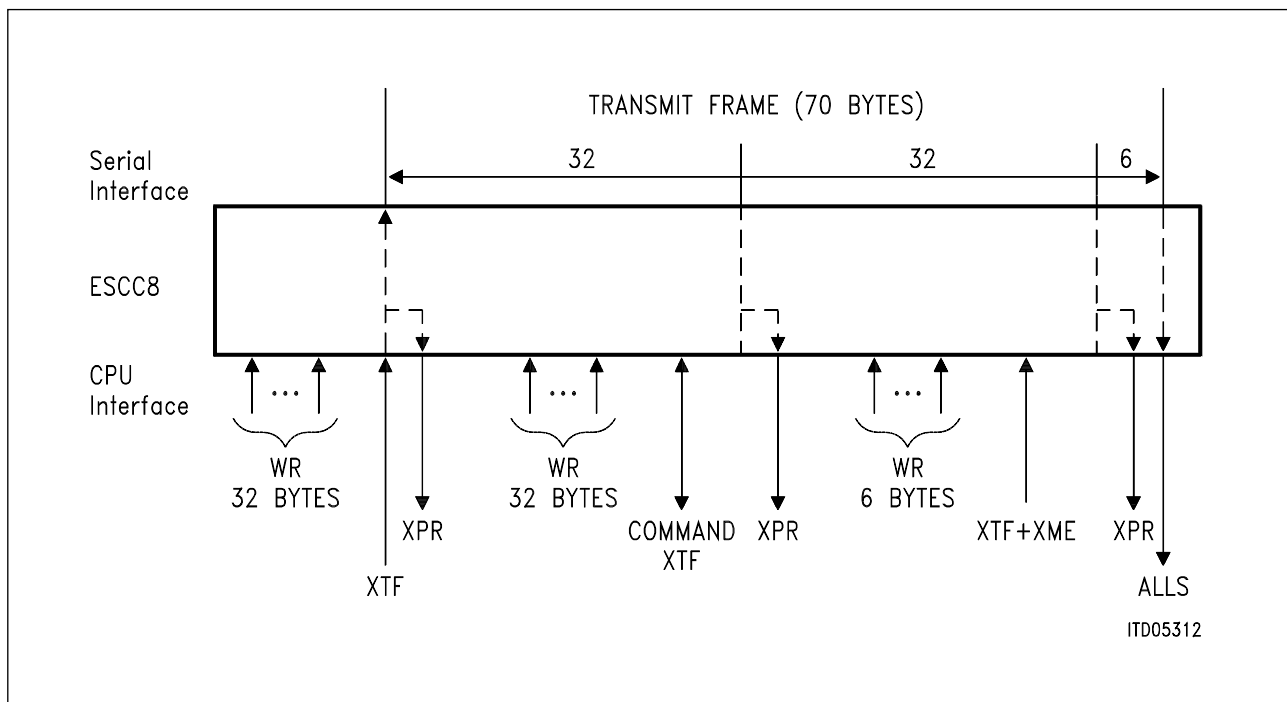 TRANSMIT FRAME (70 BYTES)
Serial
Interface
32
32
6
ESCC8
CPU
Interface
...
...
...
WR
32 BYTES
WR
32 BYTES
WR
6 BYTES
XPR
COMMAND
XTF
XPR
XTF+XME
XPR
XTF
ALLS
ITD05312